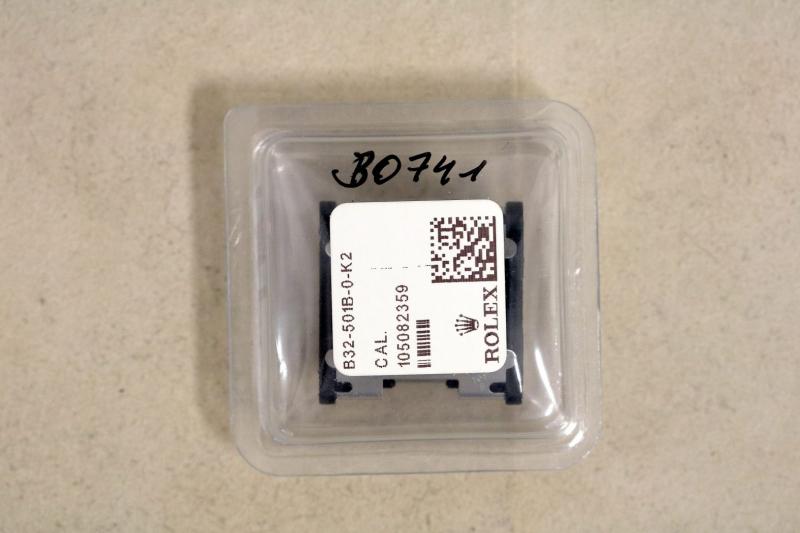 B0741
B32-501B-0-K2
CAL.
105082359
ROLEX